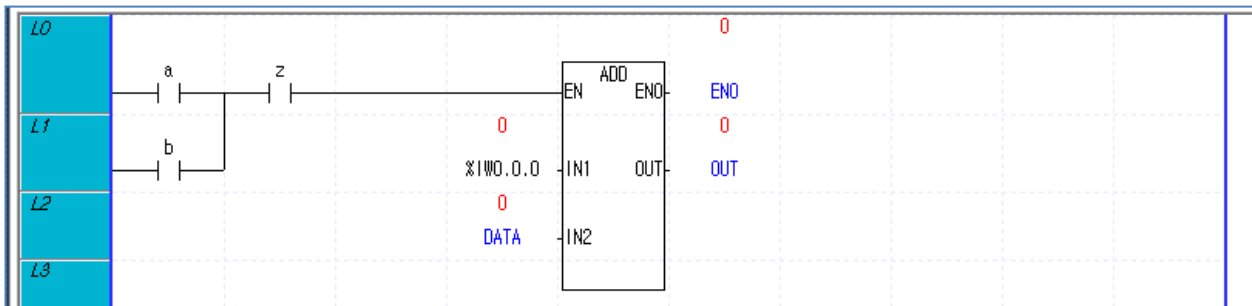 L0 0
a z ADD
EN ENO ENO
L1 0 0
b
%IW0.0.0 IN1 OUT OUT
L2 0
DATA IN2
L3